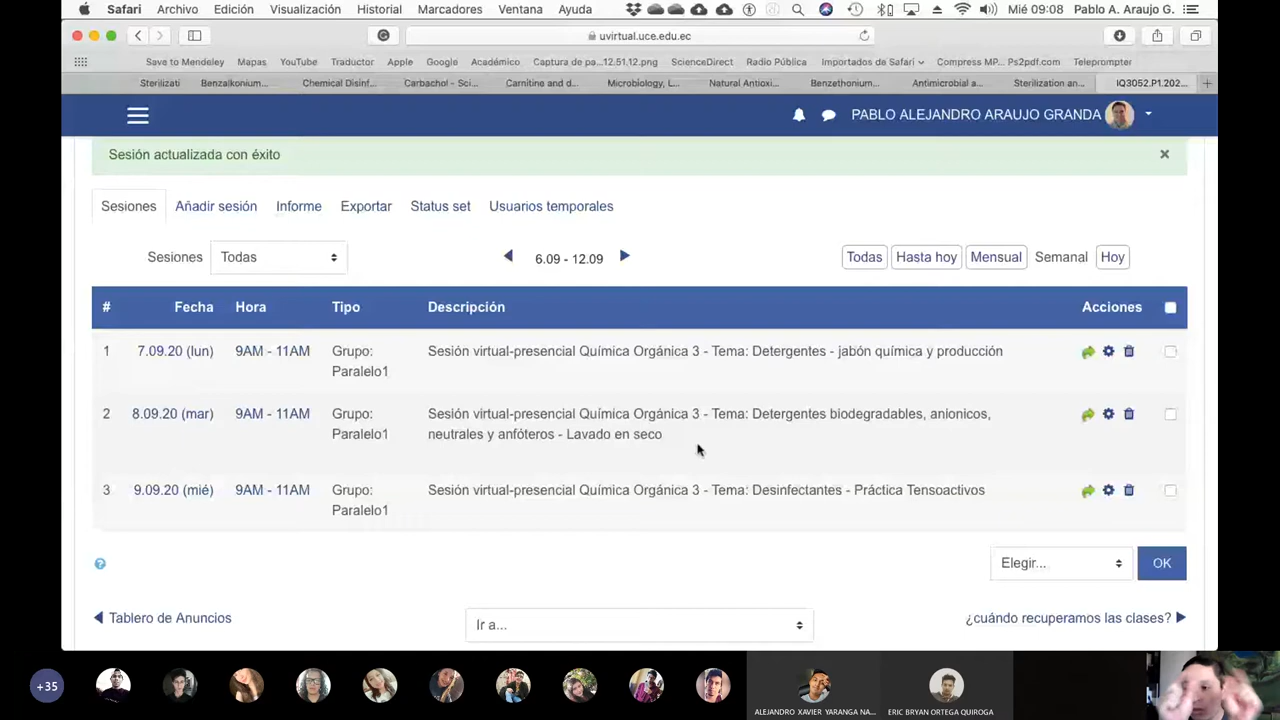 Safari Archivo Edición Visualización Historial Marcadores Ventana Ayuda Mié 09:08 Pablo A. Araujo G.
uvirtual.uce.edu.ec
Save to Mendeley Mapas YouTube Traductor Apple Google Académico Captura de pa...12.51.12.png ScienceDirect Radio Pública Importados de Safari Compress MP... Ps2pdf.com Teleprompter
Sterilizati Benzalkonium... Chemical Disinf... Carbachol - Sci... Carnitine and d... Microbiology, I... Natural Antioxi... Benzethonium... Antimicrobial a... Sterilization an... IQ3052.P1.202...
PABLO ALEJANDRO ARAUJO GRANDA
Sesión actualizada con éxito ×
Sesiones Añadir sesión Informe Exportar Status set Usuarios temporales
Sesiones Todas 6.09 - 12.09 Todas Hasta hoy Mensual Semanal Hoy
# Fecha Hora Tipo Descripción Acciones
1 7.09.20 (lun) 9AM - 11AM Grupo: Sesión virtual-presencial Química Orgánica 3 - Tema: Detergentes - jabón química y producción
Paralelo1
2 8.09.20 (mar) 9AM - 11AM Grupo: Sesión virtual-presencial Química Orgánica 3 - Tema: Detergentes biodegradables, anionicos,
Paralelo1 neutrales y anfóteros - Lavado en seco
3 9.09.20 (mié) 9AM - 11AM Grupo: Sesión virtual-presencial Química Orgánica 3 - Tema: Desinfectantes - Práctica Tensoactivos
Paralelo1
? Elegir... OK
Tablero de Anuncios Ir a... ¿cuándo recuperamos las clases?
+35
ALEJANDRO XAVIER YARANGA NA... ERIC BRYAN ORTEGA QUIROGA